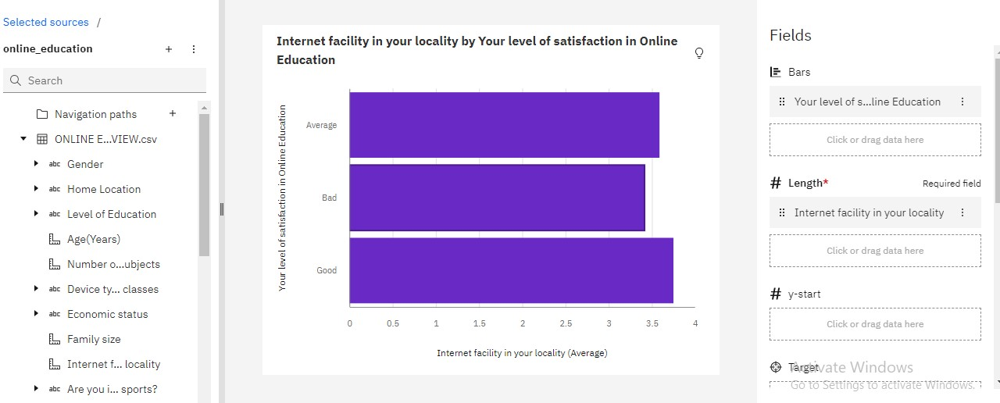 Selected sources /
online_education
Search
Navigation paths
ONLINE E...VIEW.csv
abc Gender
abc Home Location
abc Level of Education
Age(Years)
Number o...ubjects
abc Device ty... classes
abc Economic status
Family size
Internet f... locality
abc Are you i... sports?
Internet facility in your locality by Your level of satisfaction in Online
Education
Your level of satisfaction in Online Education
Average
Bad
Good
0 0.5 1 1.5 2 2.5 3 3.5 4
Internet facility in your locality (Average)
Fields
Bars
Your level of s...line Education
Click or drag data here
# Length* Required field
Internet facility in your locality
Click or drag data here
# y-start
Click or drag data here
Target
Activate Windows
Go to Settings to activate Windows.